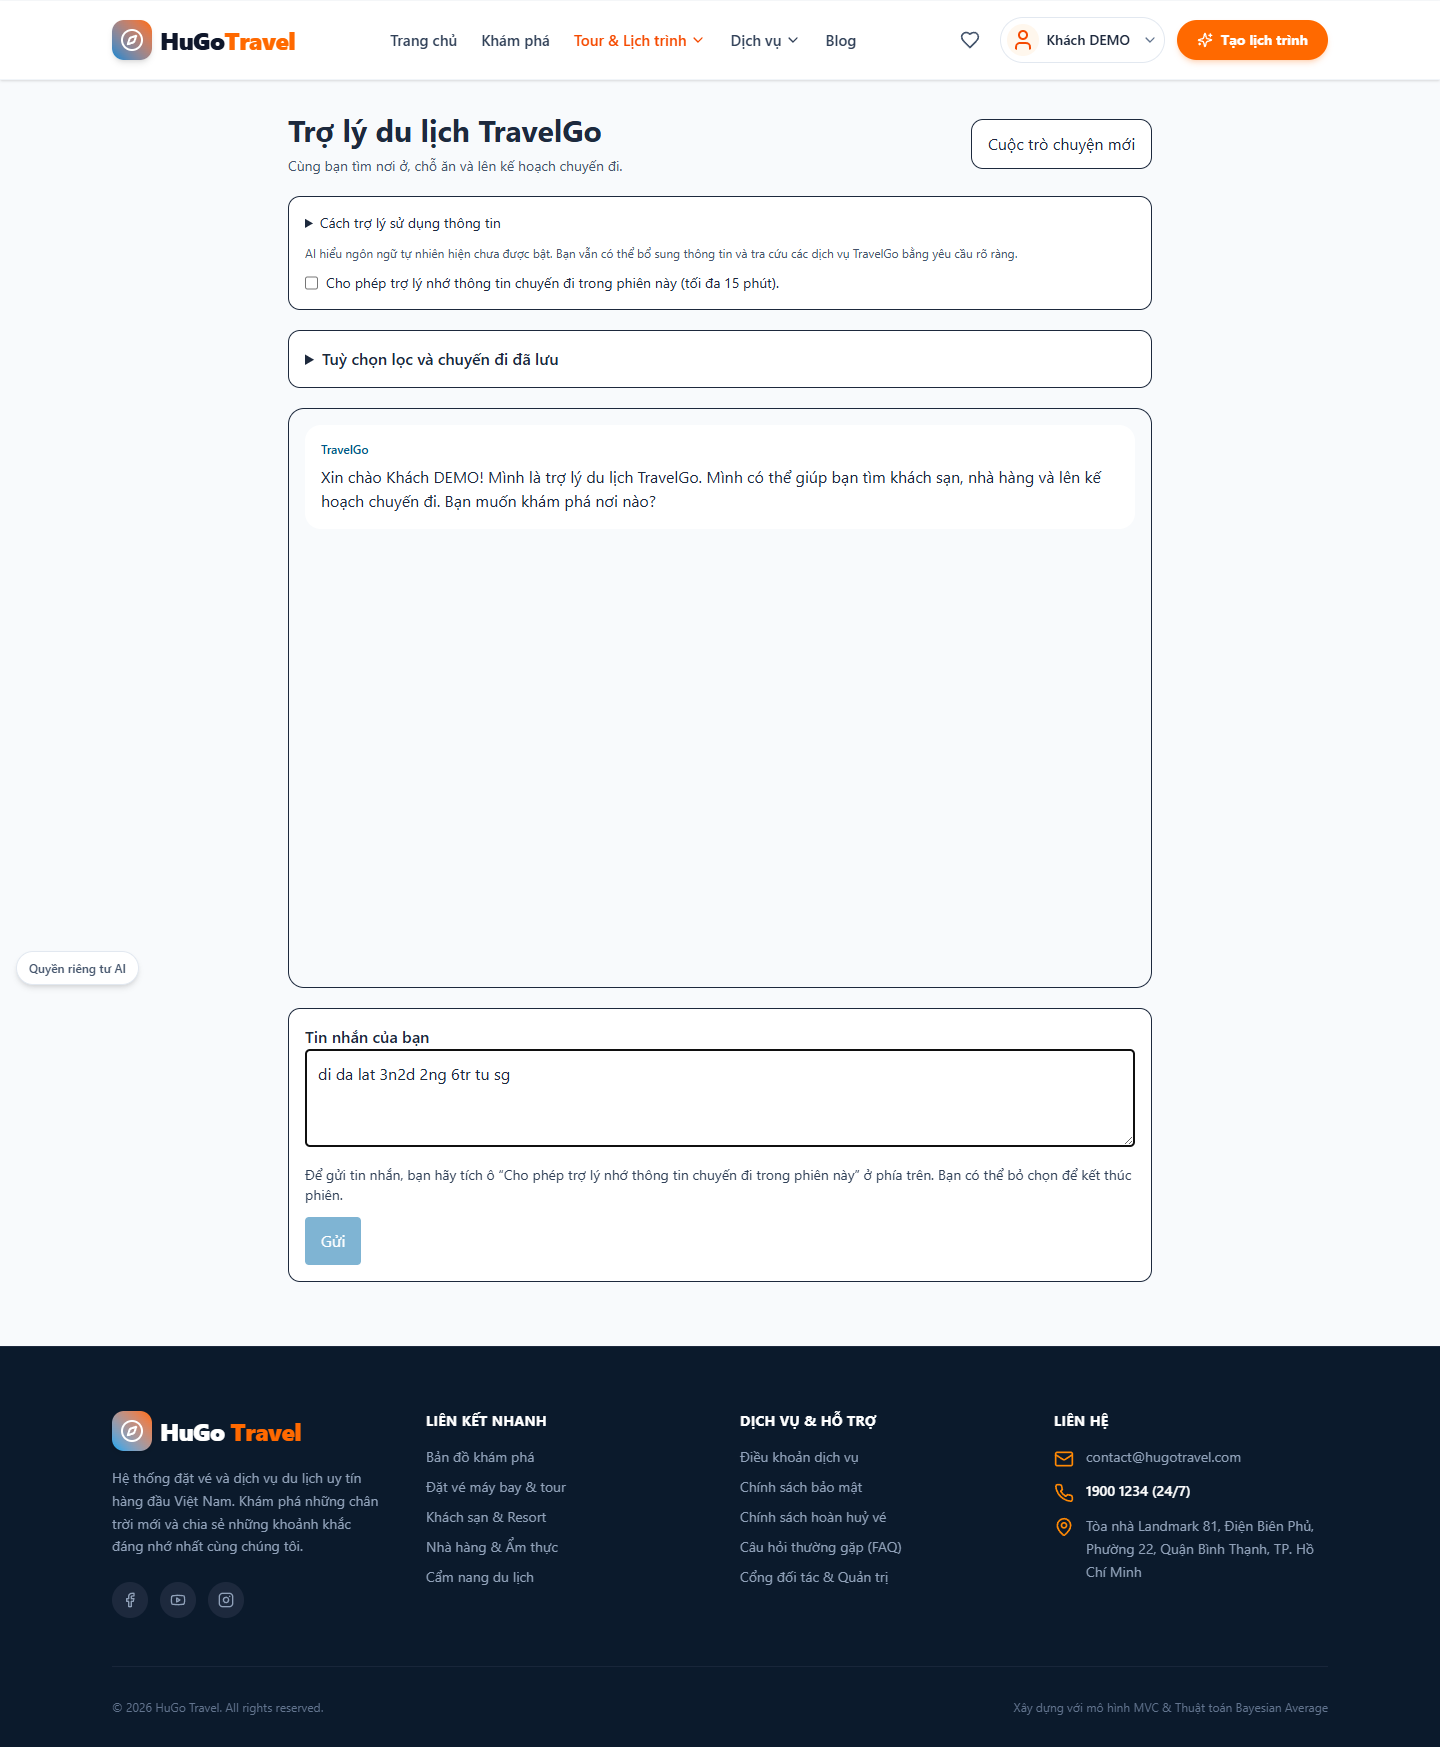 HuGoTravel
Trang chủ
Khám phá
Tour & Lịch trình
Dịch vụ
Blog
Khách DEMO
Tạo lịch trình
Trợ lý du lịch TravelGo
Cùng bạn tìm nơi ở, chỗ ăn và lên kế hoạch chuyến đi.
Cuộc trò chuyện mới
Cách trợ lý sử dụng thông tin
AI hiểu ngôn ngữ tự nhiên hiện chưa được bật. Bạn vẫn có thể bổ sung thông tin và tra cứu các dịch vụ TravelGo bằng yêu cầu rõ ràng.
Cho phép trợ lý nhớ thông tin chuyến đi trong phiên này (tối đa 15 phút).
Tuỳ chọn lọc và chuyến đi đã lưu
TravelGo
Xin chào Khách DEMO! Mình là trợ lý du lịch TravelGo. Mình có thể giúp bạn tìm khách sạn, nhà hàng và lên kế
hoạch chuyến đi. Bạn muốn khám phá nơi nào?
Quyền riêng tư AI
Tin nhắn của bạn
di da lat 3n2d 2ng 6tr tu sg
Để gửi tin nhắn, bạn hãy tích ô “Cho phép trợ lý nhớ thông tin chuyến đi trong phiên này” ở phía trên. Bạn có thể bỏ chọn để kết thúc
phiên.
Gửi
HuGo Travel
Hệ thống đặt vé và dịch vụ du lịch uy tín
hàng đầu Việt Nam. Khám phá những chân
trời mới và chia sẻ những khoảnh khắc
đáng nhớ nhất cùng chúng tôi.
LIÊN KẾT NHANH
Bản đồ khám phá
Đặt vé máy bay & tour
Khách sạn & Resort
Nhà hàng & Ẩm thực
Cẩm nang du lịch
DỊCH VỤ & HỖ TRỢ
Điều khoản dịch vụ
Chính sách bảo mật
Chính sách hoàn huỷ vé
Câu hỏi thường gặp (FAQ)
Cổng đối tác & Quản trị
LIÊN HỆ
contact@hugotravel.com
1900 1234 (24/7)
Tòa nhà Landmark 81, Điện Biên Phủ,
Phường 22, Quận Bình Thạnh, TP. Hồ
Chí Minh
© 2026 HuGo Travel. All rights reserved.
Xây dựng với mô hình MVC & Thuật toán Bayesian Average